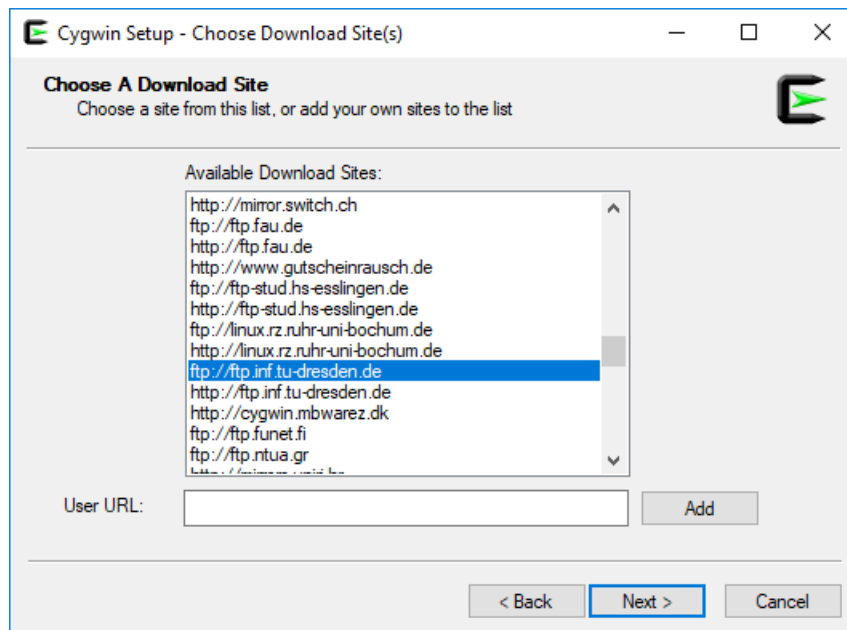 Cygwin Setup - Choose Download Site(s)
Choose A Download Site
Choose a site from this list, or add your own sites to the list
Available Download Sites:
http://mirror.switch.ch
ftp://ftp.fau.de
http://ftp.fau.de
http://www.gutscheinrausch.de
ftp://ftp-stud.hs-esslingen.de
http://ftp-stud.hs-esslingen.de
ftp://linux.rz.ruhr-uni-bochum.de
http://linux.rz.ruhr-uni-bochum.de
ftp://ftp.inf.tu-dresden.de
http://ftp.inf.tu-dresden.de
http://cygwin.mbwarez.dk
ftp://ftp.funet.fi
ftp://ftp.ntua.gr
User URL:
Add
< Back
Next >
Cancel